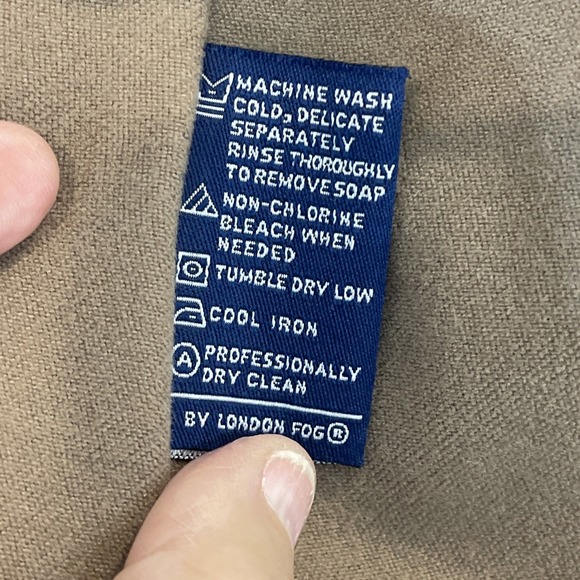 MACHINE WASH
COLD, DELICATE
SEPARATELY
RINSE THOROUGHLY
TO REMOVE SOAP
NON-CHLORINE
BLEACH WHEN
NEEDED
TUMBLE DRY LOW
COOL IRON
A PROFESSIONALLY
DRY CLEAN
BY LONDON FOG®